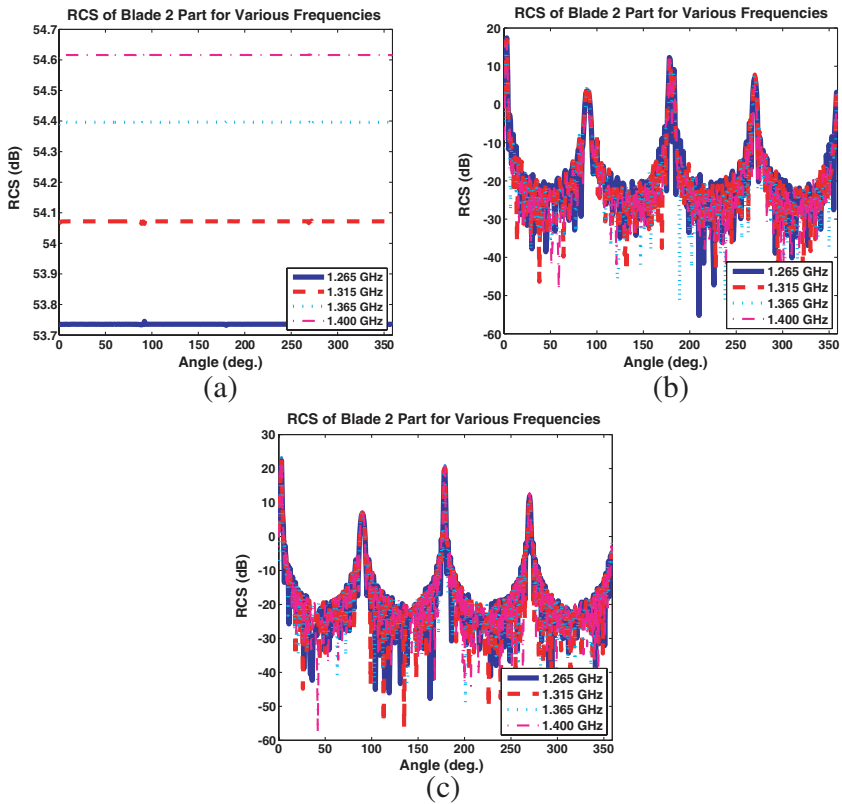 RCS of Blade 2 Part for Various Frequencies
54.7
54.6
54.5
54.4
54.3
54.2
54.1
54
53.9
53.8
53.7
RCS (dB)
0 50 100 150 200 250 300 350
Angle (deg.)
1.265 GHz
1.315 GHz
1.365 GHz
1.400 GHz
(a)
RCS of Blade 2 Part for Various Frequencies
20
10
0
-10
-20
-30
-40
-50
-60
RCS (dB)
0 50 100 150 200 250 300 350
Angle (deg.)
1.265 GHz
1.315 GHz
1.365 GHz
1.400 GHz
(b)
RCS of Blade 2 Part for Various Frequencies
30
20
10
0
-10
-20
-30
-40
-50
-60
RCS (dB)
0 50 100 150 200 250 300 350
Angle (deg.)
1.265 GHz
1.315 GHz
1.365 GHz
1.400 GHz
(c)